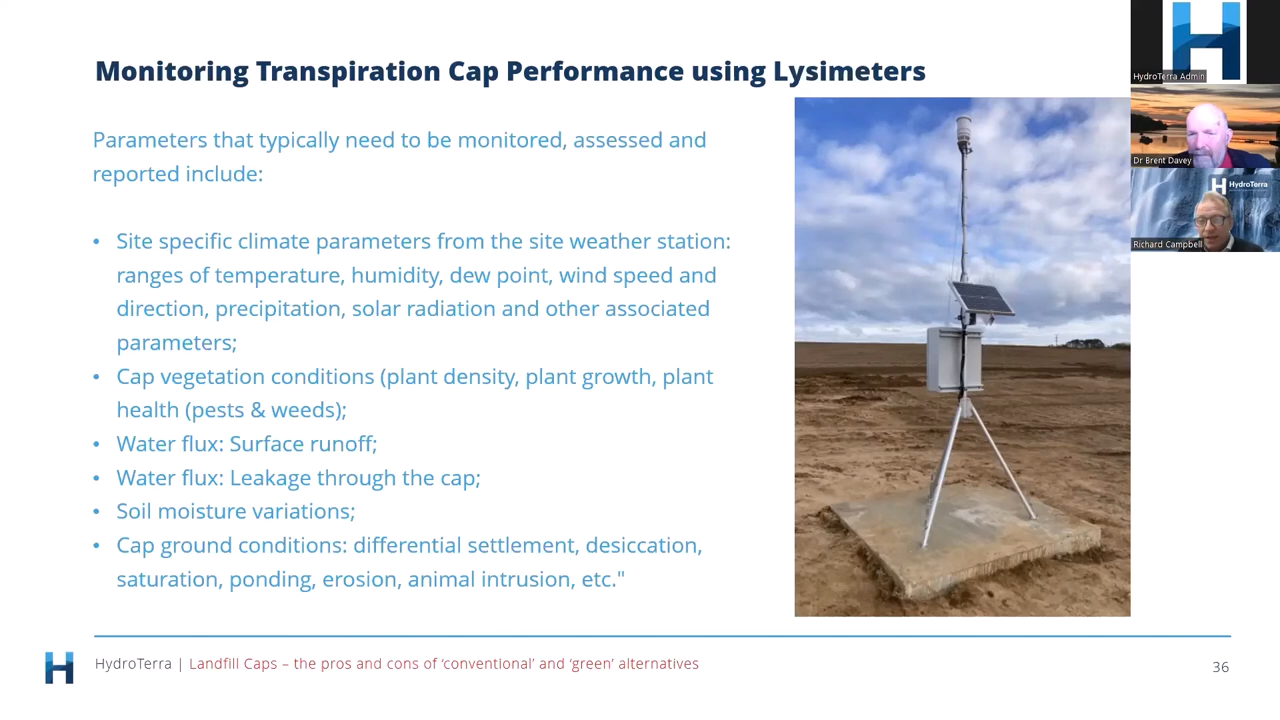 Monitoring Transpiration Cap Performance using Lysimeters
Parameters that typically need to be monitored, assessed and
reported include:
• Site specific climate parameters from the site weather station:
ranges of temperature, humidity, dew point, wind speed and
direction, precipitation, solar radiation and other associated
parameters;
• Cap vegetation conditions (plant density, plant growth, plant
health (pests & weeds);
• Water flux: Surface runoff;
• Water flux: Leakage through the cap;
• Soil moisture variations;
• Cap ground conditions: differential settlement, desiccation,
saturation, ponding, erosion, animal intrusion, etc."
HydroTerra | Landfill Caps – the pros and cons of ‘conventional’ and ‘green’ alternatives
36
HydroTerra Admin
Dr Brent Davey
HydroTerra
Richard Campbell